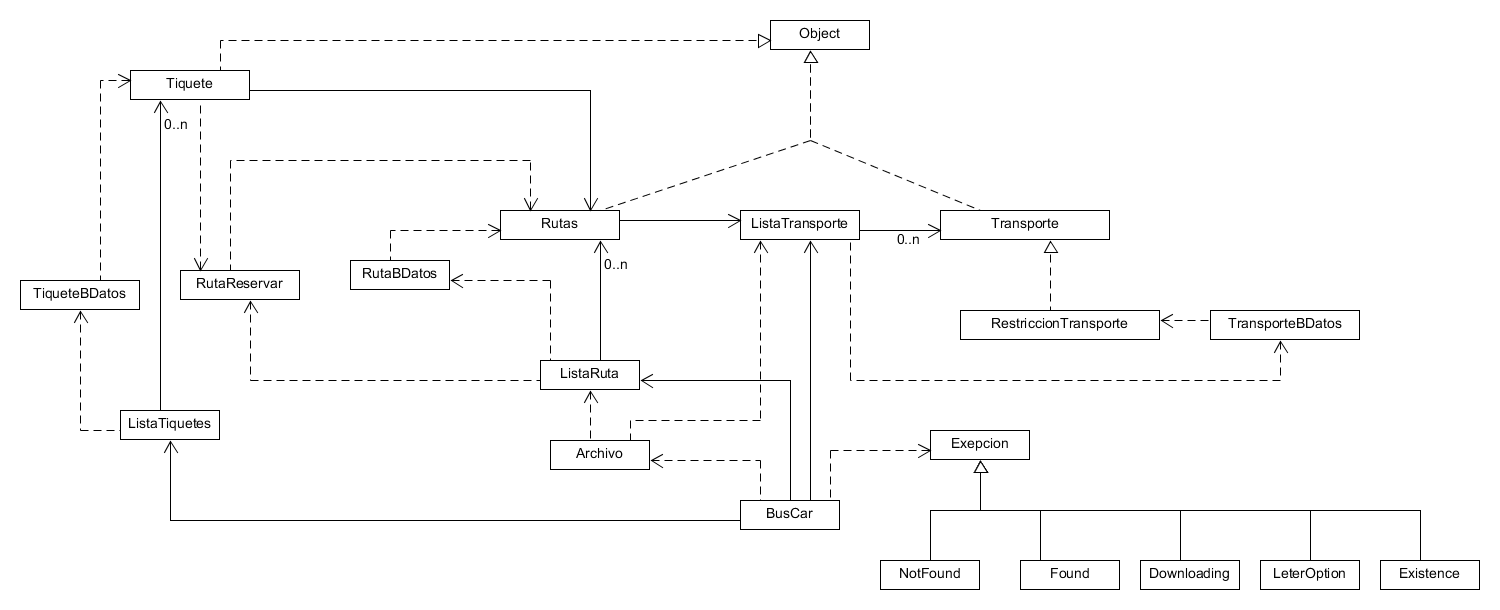 Object
Tiquete
0..n
Rutas
ListaTransporte
Transporte
0..n
RutaBDatos
0..n
RutaReservar
TiqueteBDatos
RestriccionTransporte
TransporteBDatos
ListaRuta
ListaTiquetes
Archivo
Exepcion
BusCar
NotFound
Found
Downloading
LeterOption
Existence